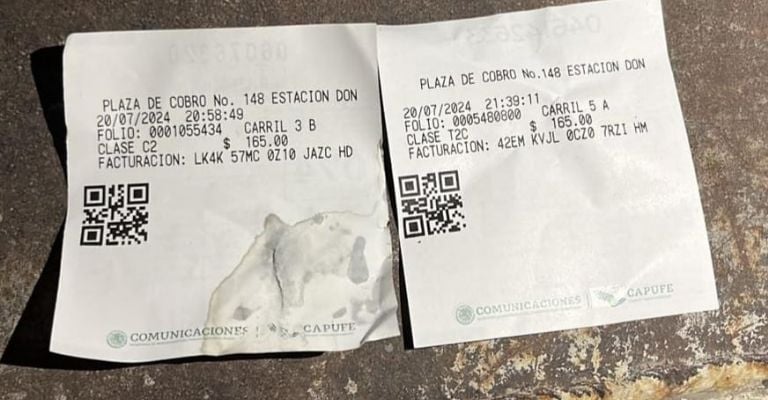 PLAZA DE COBRO No. 148 ESTACION DON
20/07/2024 20:58:49
FOLIO: 0001055434 CARRIL 3 B
CLASE C2 $ 165.00
FACTURACION: LK4K 57MC 0Z10 JAZC HD
COMUNICACIONES CAPUFE
PLAZA DE COBRO No.148 ESTACION DON
20/07/2024 21:39:11
FOLIO: 0005480800 CARRIL 5 A
CLASE T2C $ 165.00
FACTURACION: 42EM KVJL 0CZ0 7RZI HM
COMUNICACIONES CAPUFE